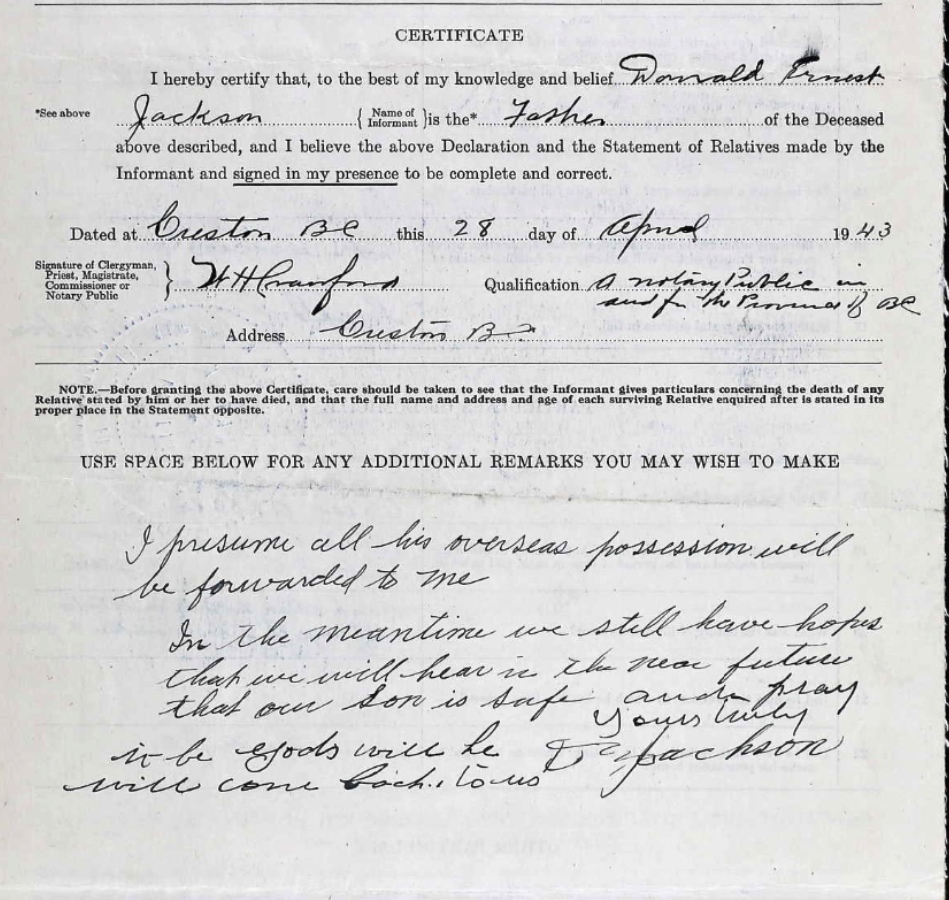 CERTIFICATE
I hereby certify that, to the best of my knowledge and belief Donald Ernest
*See above Jackson { Name of Informant } is the* Father of the Deceased
above described, and I believe the above Declaration and the Statement of Relatives made by the
Informant and signed in my presence to be complete and correct.
Dated at Creston BC this 28 day of April 1943
Signature of Clergyman,
Priest, Magistrate,
Commissioner or
Notary Public } W H Crawford Qualification a notary Public in
and for the Province of BC
Address Creston B.C.
NOTE.—Before granting the above Certificate, care should be taken to see that the Informant gives particulars concerning the death of any
Relative stated by him or her to have died, and that the full name and address and age of each surviving Relative enquired after is stated in its
proper place in the Statement opposite.
USE SPACE BELOW FOR ANY ADDITIONAL REMARKS YOU MAY WISH TO MAKE
I presume all his overseas possession will
be forwarded to me
In the meantime we still have hopes
that we will hear in the near future
that our son is safe and pray
Yours truly
it be gods will he
D E Jackson
will come back to us